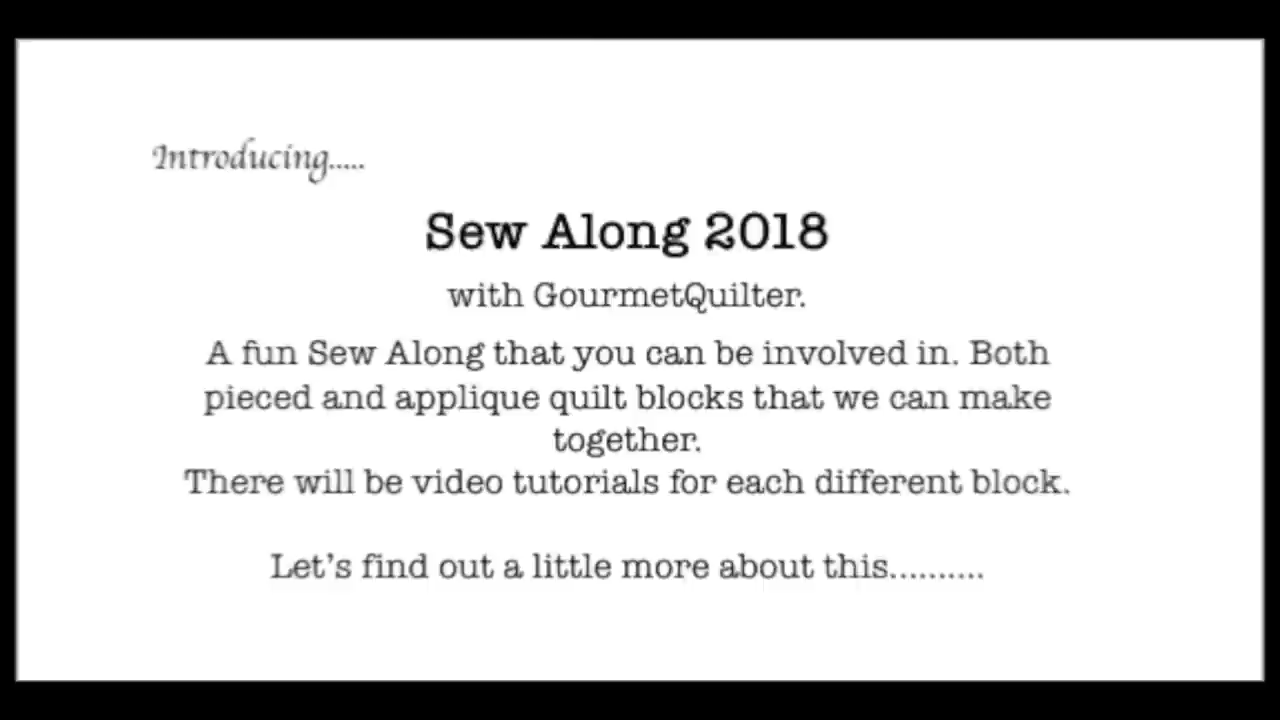 Introducing.....
Sew Along 2018
with GourmetQuilter.
A fun Sew Along that you can be involved in. Both
pieced and applique quilt blocks that we can make
together.
There will be video tutorials for each different block.
Let's find out a little more about this..........